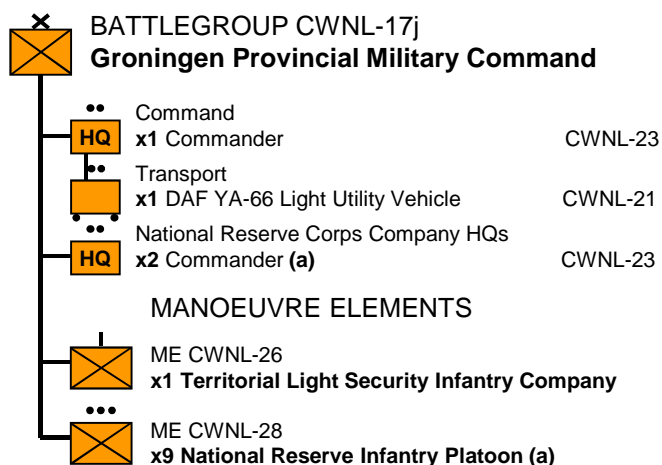 BATTLEGROUP CWNL-17j
Groningen Provincial Military Command
Command
HQ x1 Commander CWNL-23
Transport
x1 DAF YA-66 Light Utility Vehicle CWNL-21
National Reserve Corps Company HQs
HQ x2 Commander (a) CWNL-23
MANOEUVRE ELEMENTS
ME CWNL-26
x1 Territorial Light Security Infantry Company
ME CWNL-28
x9 National Reserve Infantry Platoon (a)